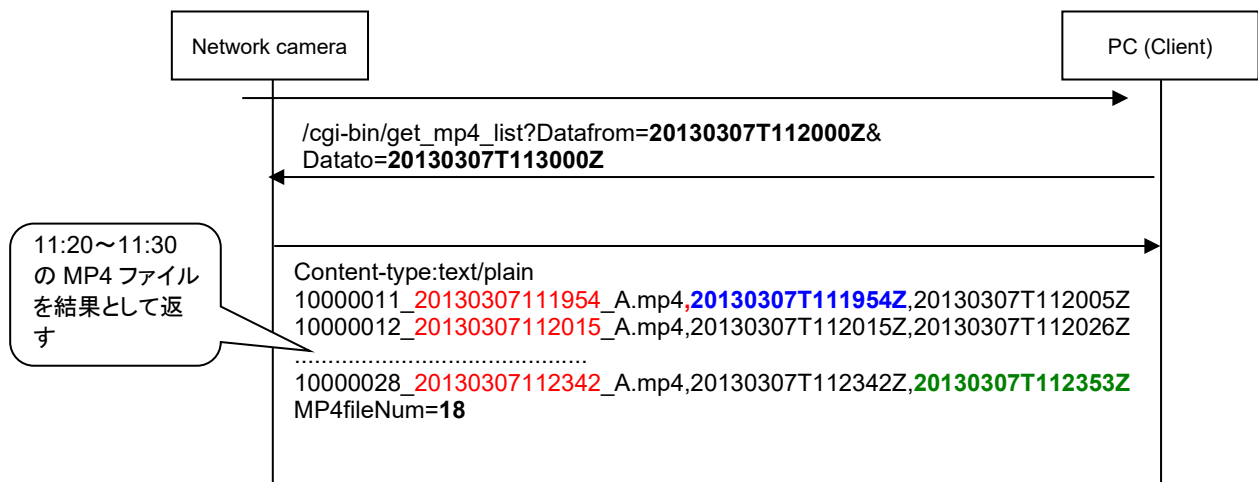 Network camera
PC (Client)
/cgi-bin/get_mp4_list?Datafrom=20130307T112000Z&
Datato=20130307T113000Z
11:20～11:30
の MP4 ファイル
を結果として返
す
Content-type:text/plain
10000011_20130307111954_A.mp4,20130307T111954Z,20130307T112005Z
10000012_20130307112015_A.mp4,20130307T112015Z,20130307T112026Z
............................................
10000028_20130307112342_A.mp4,20130307T112342Z,20130307T112353Z
MP4fileNum=18